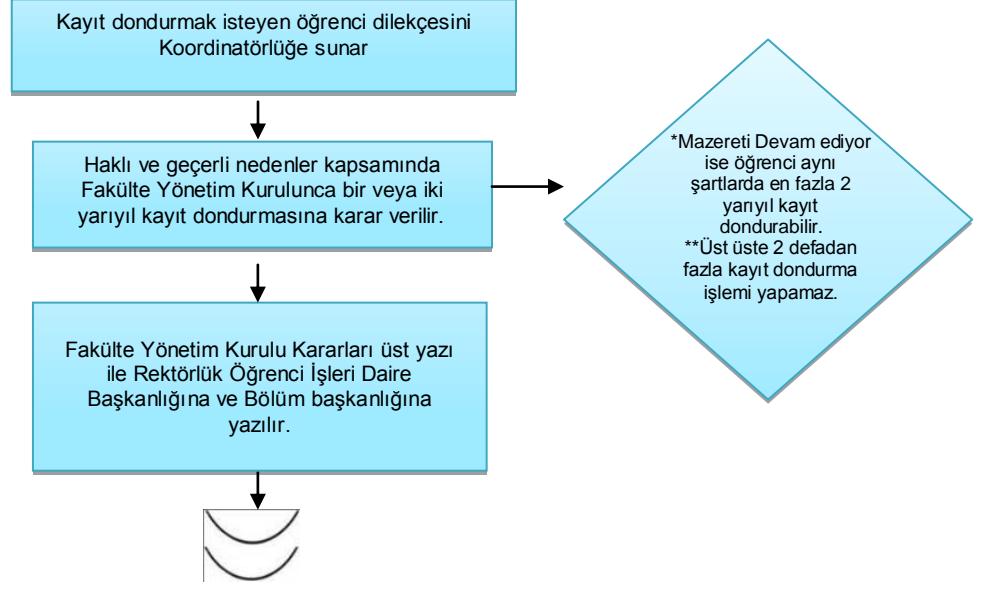 Kayıt dondurmak isteyen öğrenci dilekçesini
Koordinatörlüğe sunar
Haklı ve geçerli nedenler kapsamında
Fakülte Yönetim Kurulunca bir veya iki
yarıyıl kayıt dondurmasına karar verilir.
*Mazereti Devam ediyor
ise öğrenci aynı
şartlarda en fazla 2
yarıyıl kayıt
dondurabilir.
**Üst üste 2 defadan
fazla kayıt dondurma
işlemi yapamaz.
Fakülte Yönetim Kurulu Kararları üst yazı
ile Rektörlük Öğrenci İşleri Daire
Başkanlığına ve Bölüm başkanlığına
yazılır.